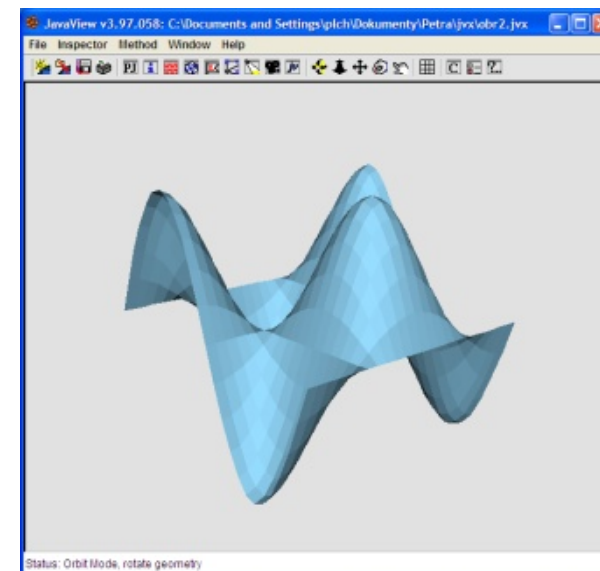 JavaView v3.97.058: C:\Documents and Settings\plch\Dokumenty\Petra\jvx\obr2.jvx
File Inspector Method Window Help
PJ
C ?..
Status: Orbit Mode, rotate geometry